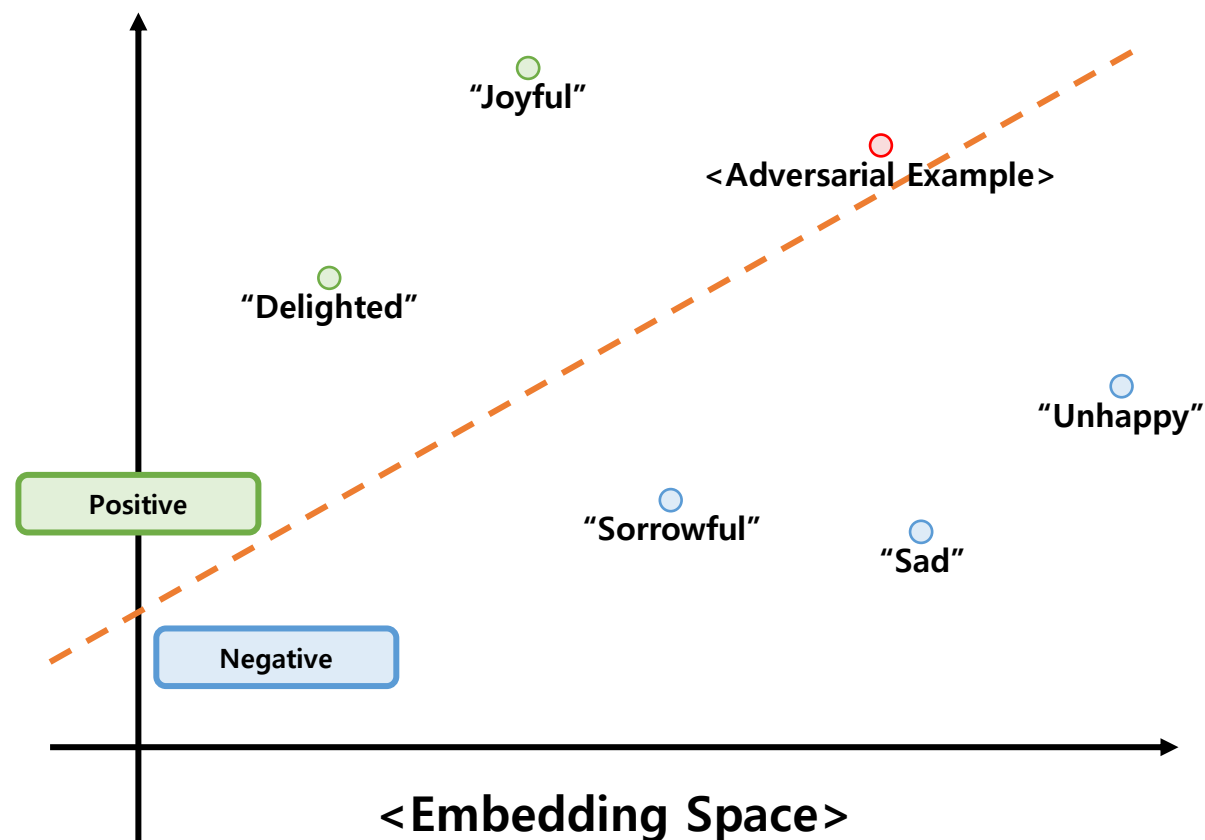 “Joyful”
<Adversarial Example>
“Delighted”
“Unhappy”
Positive
“Sorrowful”
“Sad”
Negative
<Embedding Space>